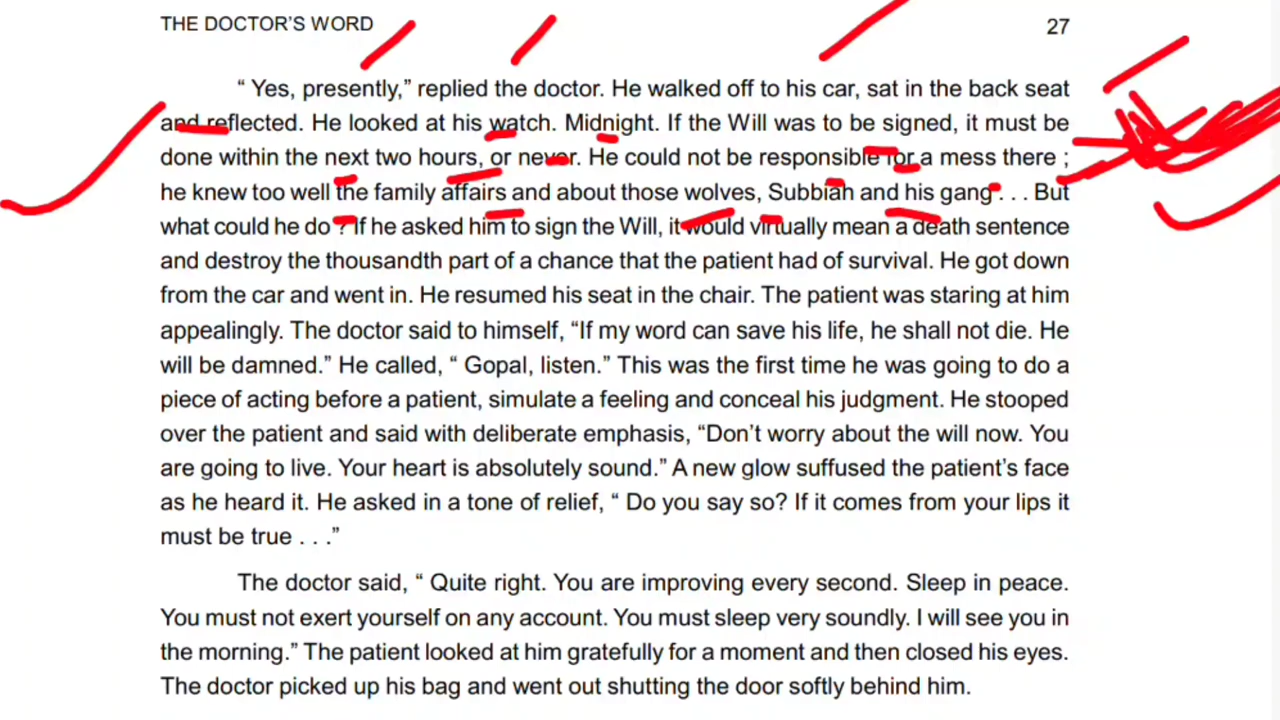 THE DOCTOR’S WORD 27
“ Yes, presently,” replied the doctor. He walked off to his car, sat in the back seat
and reflected. He looked at his watch. Midnight. If the Will was to be signed, it must be
done within the next two hours, or never. He could not be responsible for a mess there ;
he knew too well the family affairs and about those wolves, Subbiah and his gang . . . But
what could he do ? If he asked him to sign the Will, it would virtually mean a death sentence
and destroy the thousandth part of a chance that the patient had of survival. He got down
from the car and went in. He resumed his seat in the chair. The patient was staring at him
appealingly. The doctor said to himself, “If my word can save his life, he shall not die. He
will be damned.” He called, “ Gopal, listen.” This was the first time he was going to do a
piece of acting before a patient, simulate a feeling and conceal his judgment. He stooped
over the patient and said with deliberate emphasis, “Don’t worry about the will now. You
are going to live. Your heart is absolutely sound.” A new glow suffused the patient’s face
as he heard it. He asked in a tone of relief, “ Do you say so? If it comes from your lips it
must be true . . .”
The doctor said, “ Quite right. You are improving every second. Sleep in peace.
You must not exert yourself on any account. You must sleep very soundly. I will see you in
the morning.” The patient looked at him gratefully for a moment and then closed his eyes.
The doctor picked up his bag and went out shutting the door softly behind him.